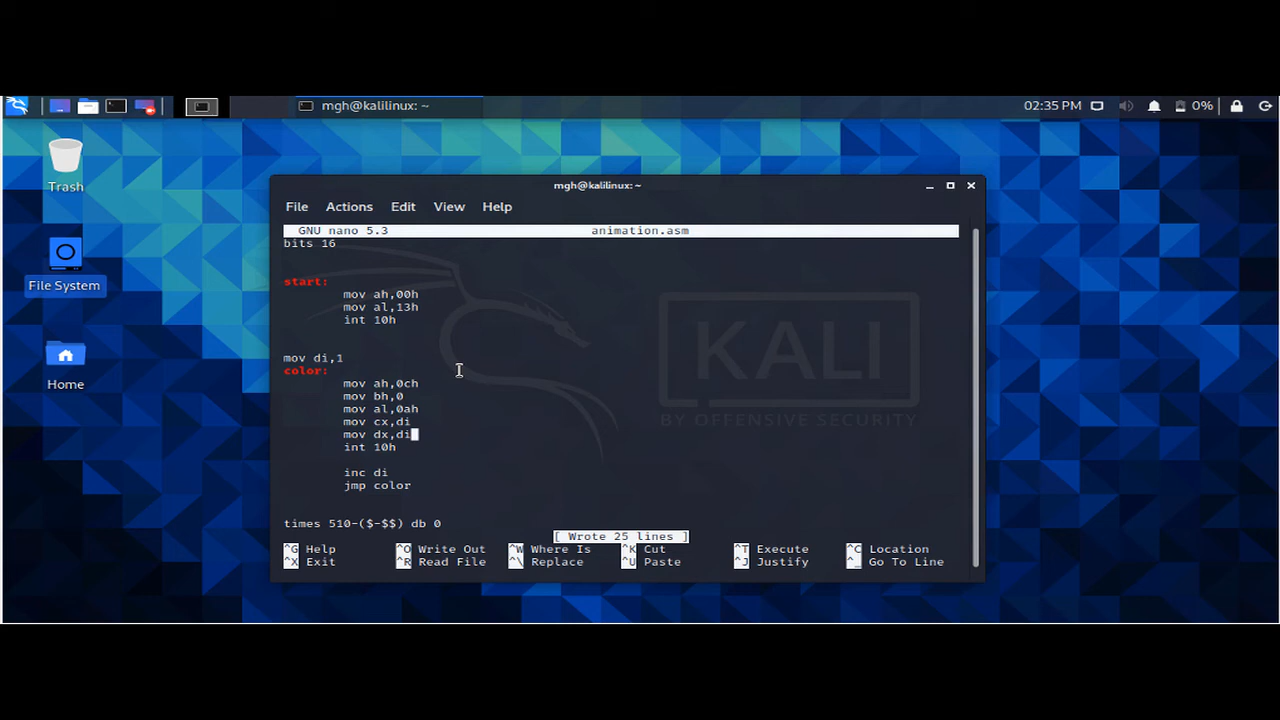 mgh@kalilinux: ~
02:35 PM
0%
Trash
File System
Home
mgh@kalilinux: ~
File Actions Edit View Help
GNU nano 5.3 animation.asm
bits 16
start:
mov ah,00h
mov al,13h
int 10h
mov di,1
color:
mov ah,0ch
mov bh,0
mov al,0ah
mov cx,di
mov dx,di
int 10h
inc di
jmp color
times 510-($-$$) db 0
[ Wrote 25 lines ]
^G Help ^O Write Out ^W Where Is ^K Cut ^T Execute ^C Location
^X Exit ^R Read File ^\ Replace ^U Paste ^J Justify ^_ Go To Line
KALI
BY OFFENSIVE SECURITY